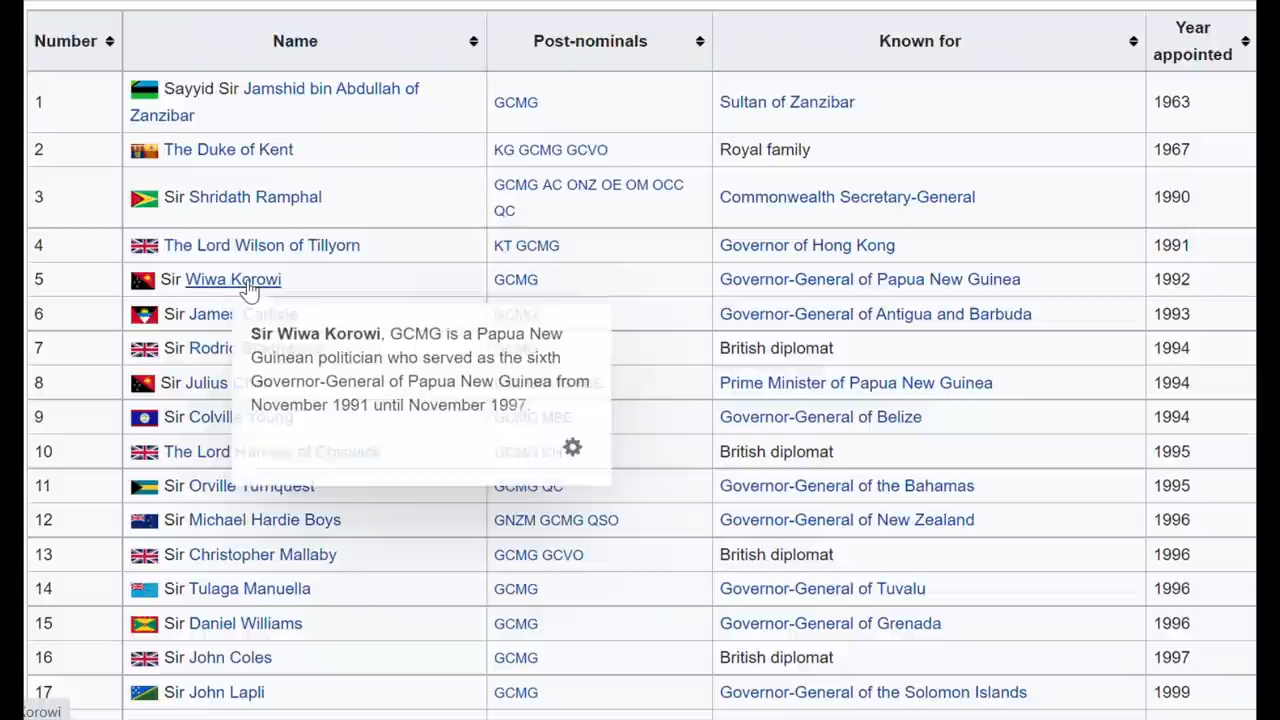 Number Name Post-nominals Known for Year appointed
1 Sayyid Sir Jamshid bin Abdullah of Zanzibar GCMG Sultan of Zanzibar 1963
2 The Duke of Kent KG GCMG GCVO Royal family 1967
3 Sir Shridath Ramphal GCMG AC ONZ OE OM OCC QC Commonwealth Secretary-General 1990
4 The Lord Wilson of Tillyorn KT GCMG Governor of Hong Kong 1991
5 Sir Wiwa Korowi GCMG Governor-General of Papua New Guinea 1992
6 Sir James Carlisle GCMG Governor-General of Antigua and Barbuda 1993
Sir Wiwa Korowi, GCMG is a Papua New
Guinean politician who served as the sixth
Governor-General of Papua New Guinea from
November 1991 until November 1997.
7 Sir Rodric British diplomat 1994
8 Sir Julius Prime Minister of Papua New Guinea 1994
9 Sir Colville Young GCMG MBE Governor-General of Belize 1994
10 The Lord British diplomat 1995
11 Sir Orville Turnquest GCMG QC Governor-General of the Bahamas 1995
12 Sir Michael Hardie Boys GNZM GCMG QSO Governor-General of New Zealand 1996
13 Sir Christopher Mallaby GCMG GCVO British diplomat 1996
14 Sir Tulaga Manuella GCMG Governor-General of Tuvalu 1996
15 Sir Daniel Williams GCMG Governor-General of Grenada 1996
16 Sir John Coles GCMG British diplomat 1997
17 Sir John Lapli GCMG Governor-General of the Solomon Islands 1999